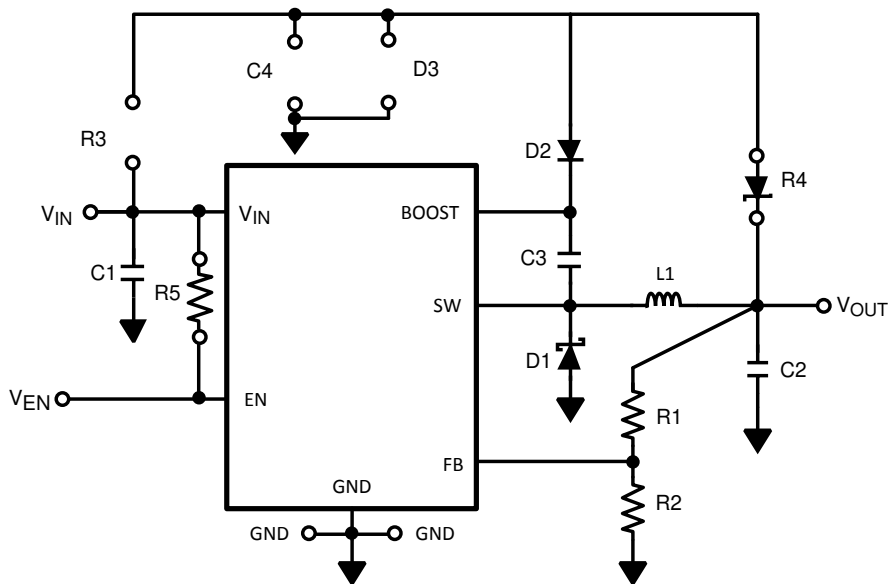 C4
D3
R3
D2
R4
VIN
VIN
BOOST
C1
R5
C3
L1
SW
VOUT
D1
C2
VEN
EN
R1
FB
GND
R2
GND
GND